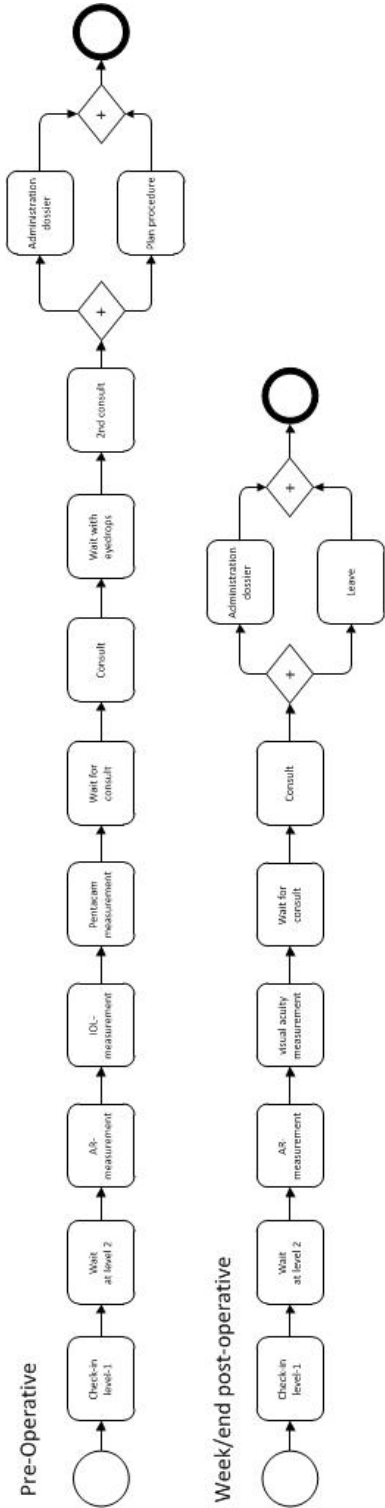 Pre-Operative
Check-in
level-1
Wait
at level 2
AR-
measurement
IOL-
measurement
Pentacam
measurement
Wait for
consult
Consult
Wait with
eyedrops
2nd consult
+
Administration
dossier
Plan procedure
+
Week/end post-operative
Check-in
level-1
Wait
at level 2
AR-
measurement
visual acuity
measurement
Wait for
consult
Consult
+
Administration
dossier
Leave
+